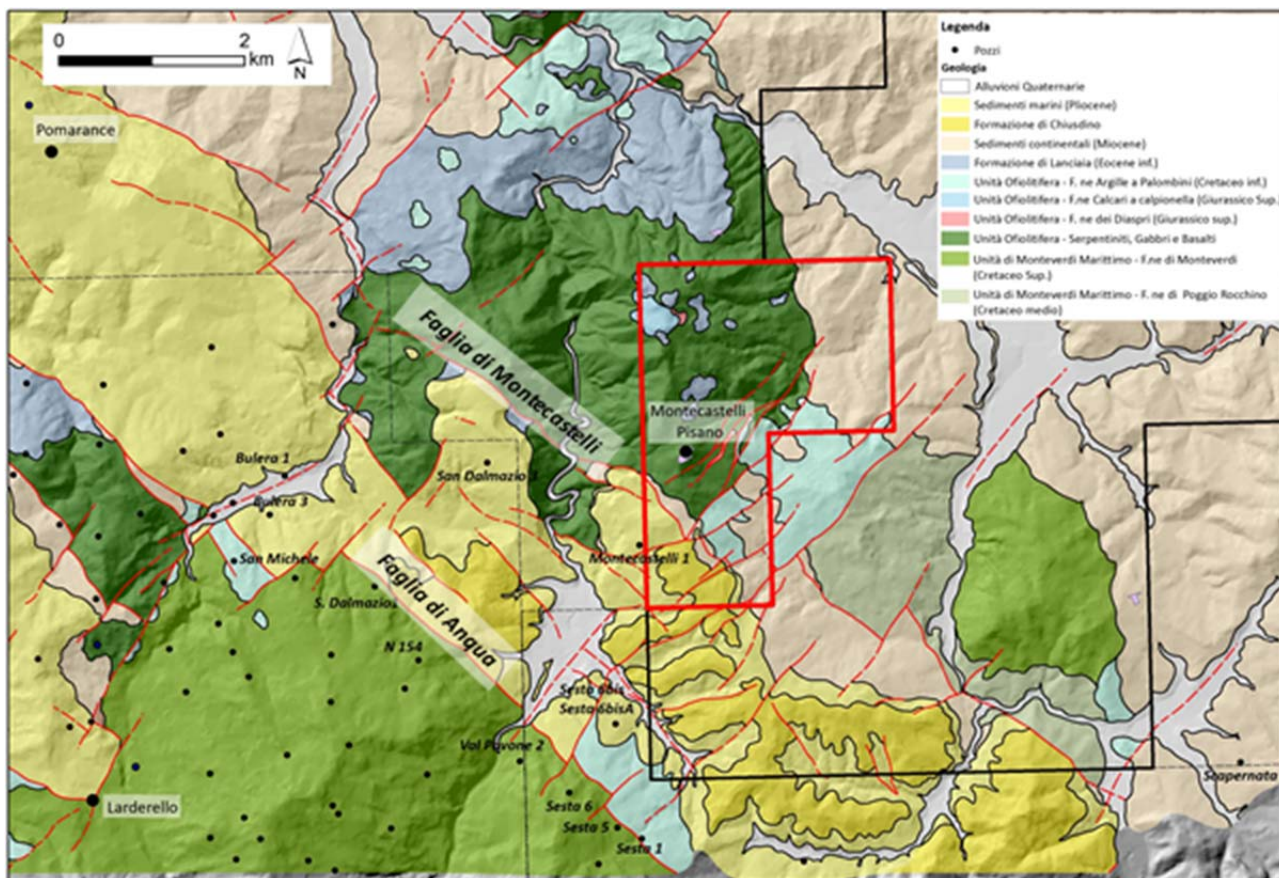 0 2
km
N
Pomarance
Legenda
Pozzi
Geologia
Alluvioni Quaternarie
Sedimenti marini (Pliocene)
Formazione di Chiusdino
Sedimenti continentali (Miocene)
Formazione di Lanciaia (Eocene inf.)
Unità Ofiolitifera - F. ne Argille a Palombini (Cretaceo inf.)
Unità Ofiolitifera - F.ne Calcari a calpionella (Giurassico Sup.)
Unità Ofiolitifera - F. ne dei Diaspri (Giurassico sup.)
Unità Ofiolitifera - Serpentiniti, Gabbri e Basalti
Unità di Monteverdi Marittimo - F.ne di Monteverdi
(Cretaceo Sup.)
Unità di Monteverdi Marittimo - F. ne di Poggio Rocchino
(Cretaceo medio)
Faglia di Montecastelli
Montecastelli
Pisano
Bulera 1
San Dalmazio 3
Bulera 3
San Michele
Montecastelli 1
Faglia di Anqua
S. Dalmazio
N 154
Sesta 6bis
Sesta 6bisA
Val Pavone 2
Scapernata
Larderello
Sesta 6
Sesta 5
Sesta 1